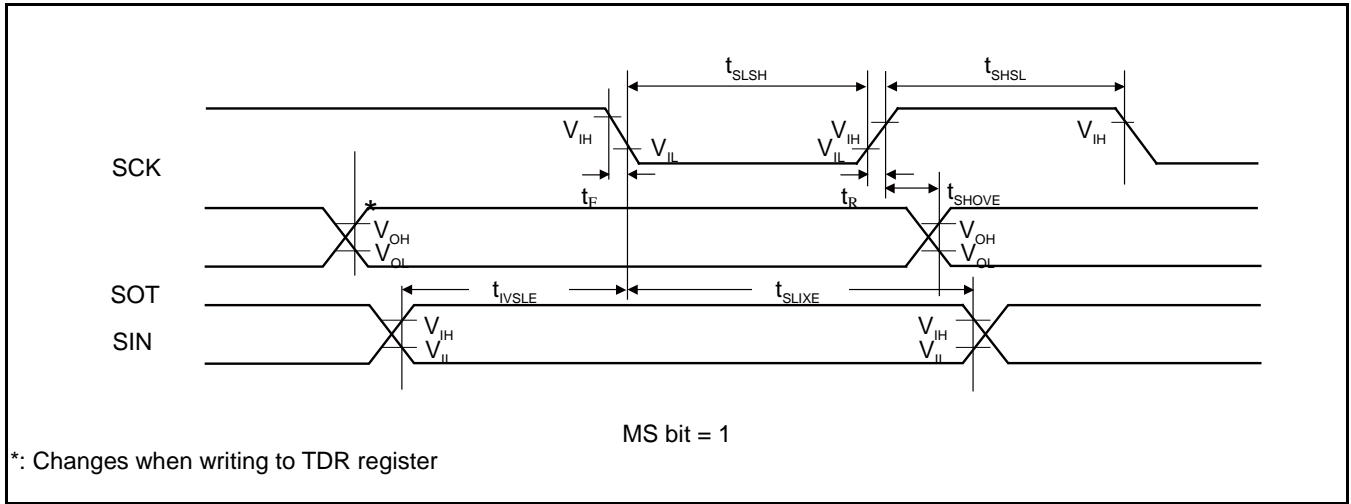 tSLSH tSHSL
VIH VIL VIL VIH VIH
SCK
tF tR tSHOVE
* VOH VOH
VOL VOL
SOT
tIVSLE tSLIXE
SIN
VIH VIH
VIL VIL
MS bit = 1
*: Changes when writing to TDR register